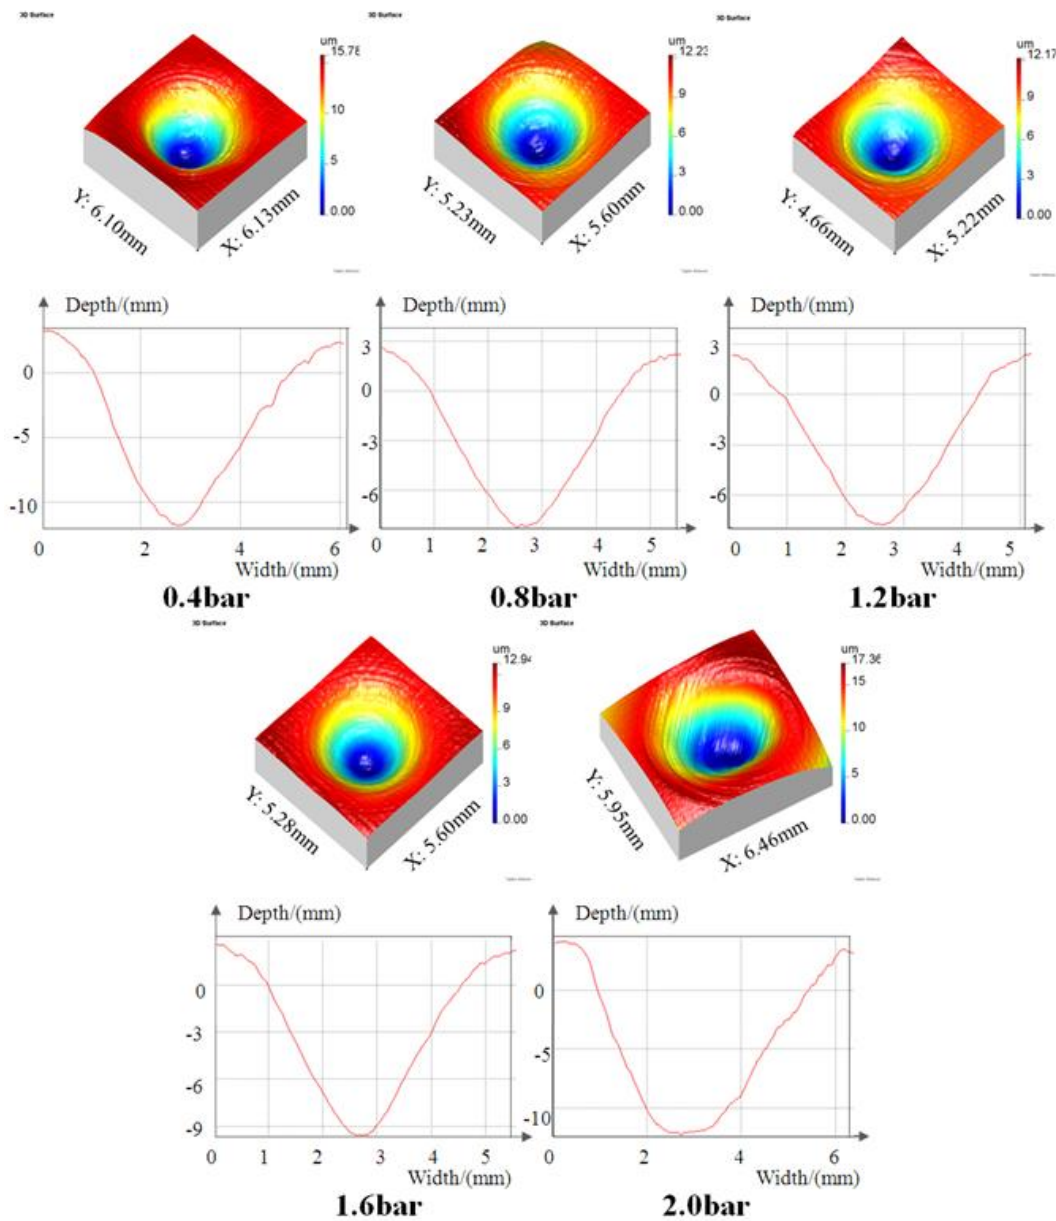 3D Surface
3D Surface
3D Surface
um
15.78
10
5
0.00
Y: 6.10mm
X: 6.13mm
um
12.23
9
6
3
0.00
Y: 5.23mm
X: 5.60mm
um
12.17
9
6
3
0.00
Y: 4.66mm
X: 5.22mm
Depth/(mm)
0
-5
-10
0 2 4 6
Width/(mm)
0.4bar
Depth/(mm)
3
0
-3
-6
0 1 2 3 4 5
Width/(mm)
0.8bar
Depth/(mm)
3
0
-3
-6
0 1 2 3 4 5
Width/(mm)
1.2bar
3D Surface
3D Surface
um
12.94
9
6
3
0.00
Y: 5.28mm
X: 5.60mm
um
17.36
15
10
5
0.00
Y: 5.95mm
X: 6.46mm
Depth/(mm)
0
-3
-6
-9
0 1 2 3 4 5
Width/(mm)
1.6bar
Depth/(mm)
0
-5
-10
0 2 4 6
Width/(mm)
2.0bar